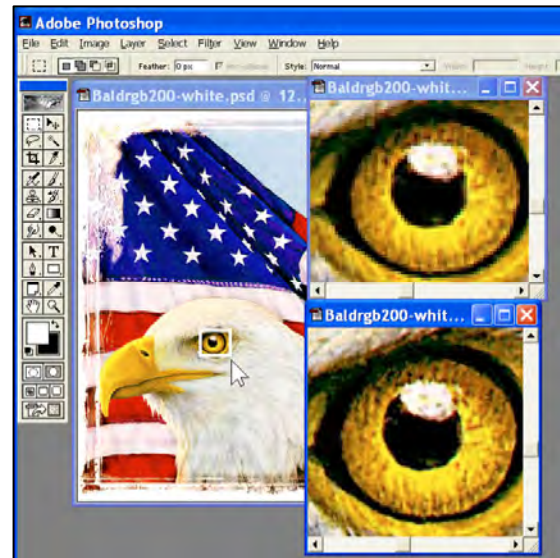 Adobe Photoshop
File Edit Image Layer Select Filter View Window Help
Feather: 0 px Style: Normal
Baldrgb200-white.psd @ 12..
Baldrgb200-whit...
Baldrgb200-whit...
T